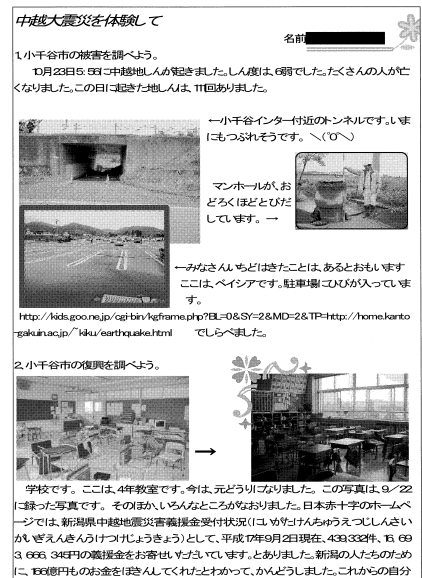 中越大震災を体験して
名前
1、小千谷市の被害を調べよう。
10月23日5:56に中越地しんが起きました。しん度は、6弱でした。たくさんの人が亡
くなりました。この日に起きた地しんは、111回ありました。
←小千谷インター付近のトンネルです。いま
にもつぶれそうです。＼(゜ロ゜＼)
マンホールが、お
どろくほどとびだ
しています。→
←みなさんいちどはきたことは、あるとおもいます
ここは、ベイシアです。駐車場にひびが入っていま
す。
http://kids.goo.ne.jp/cgi-bin/kgframe.php?BL=0&SY=2&MD=2&TP=http://home.kanto
-gakuin.ac.jp/~kiku/earthquake.html でしらべました。
2、小千谷市の復興を調べよう。
→
学校です。ここは、4年教室です。今は、元どうりになりました。この写真は、9／22
に録った写真です。そのほか、いろんなところがなおりました。日本赤十字のホームペ
ージでは、新潟県中越地震災害義援金受付状況(にいがたけんちゅうえつじしんさい
がいぎえんきんうけつけじょうきょう)として、平成17年9月2日現在、439,332件、16, 69
3, 666, 345円の義援金をお寄せいただいています。とありました。新潟の人たちのため
に、166億円ものお金をぼきんしてくれたとわかって、かんどうしました。これからの自分